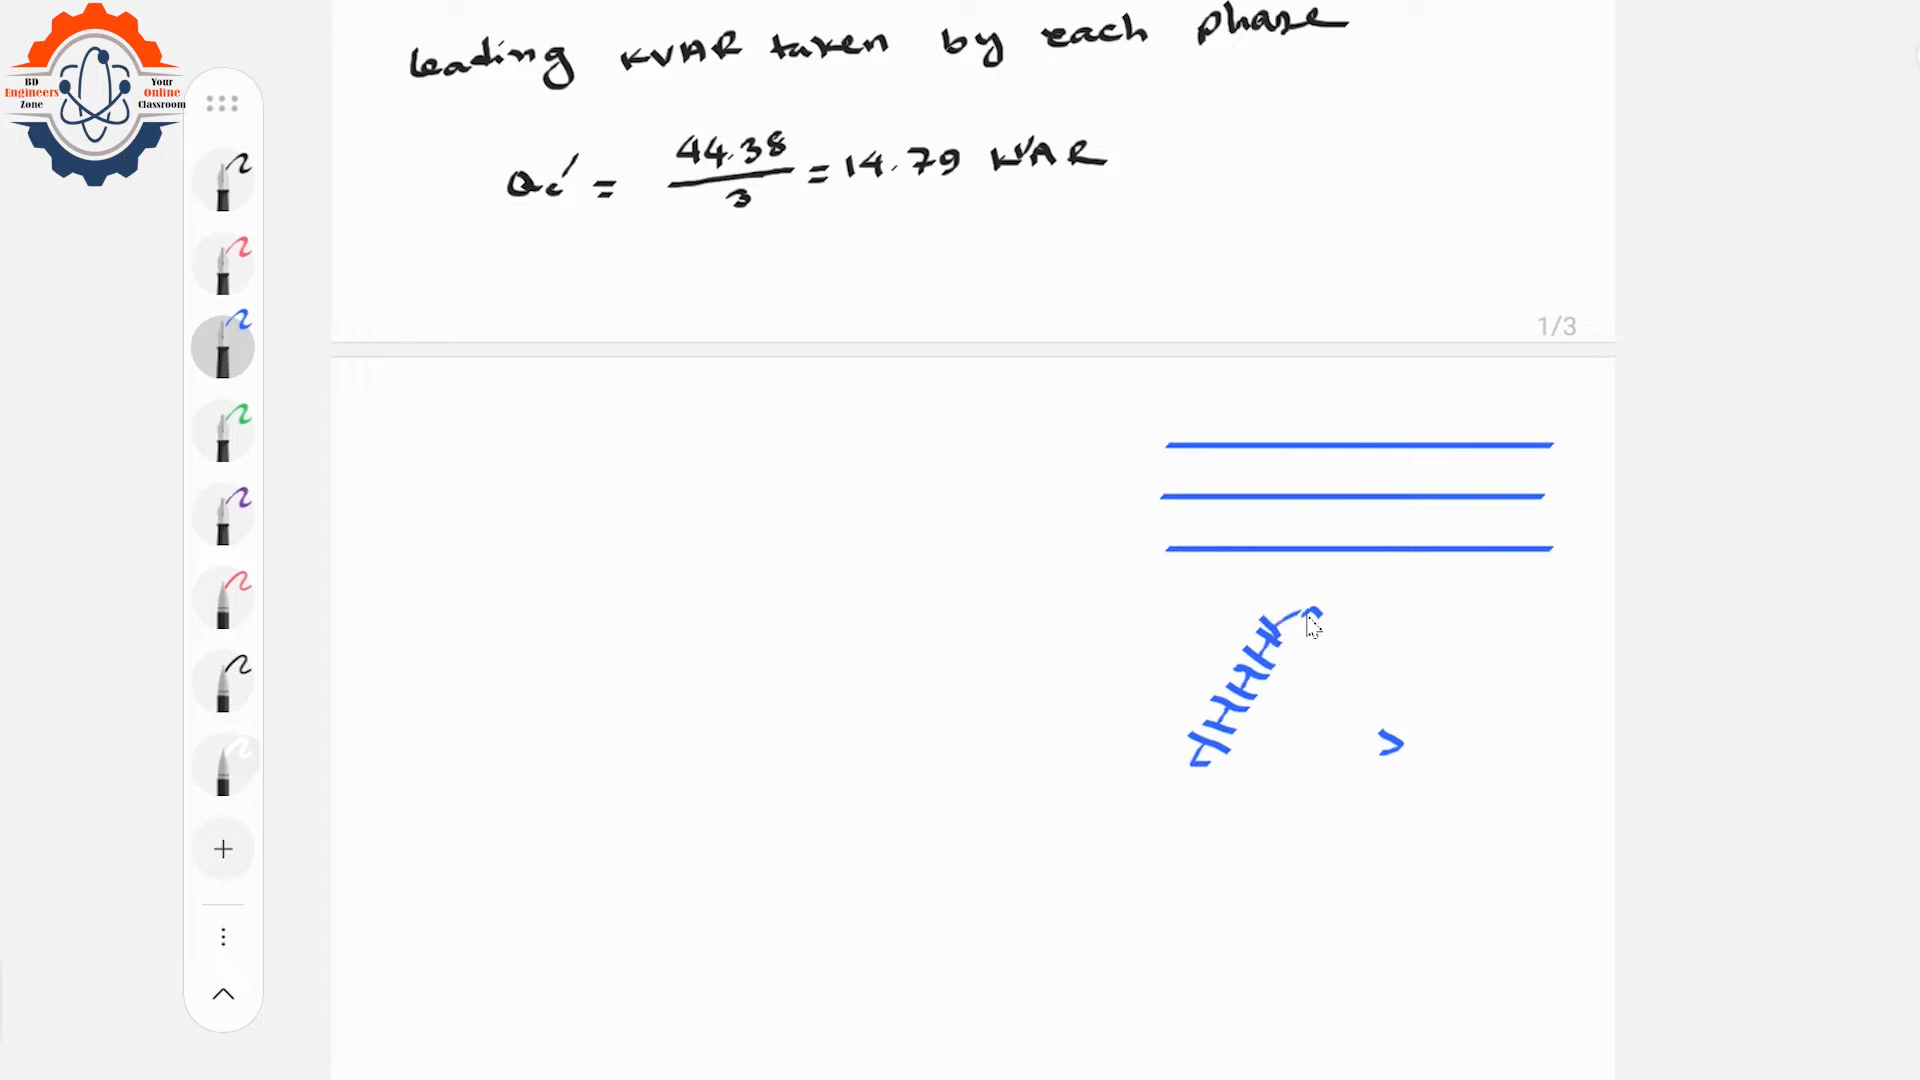 BD
Engineers
Zone
Your
Online
Classroom
leading KVAR taken by each phase
Qc' = 44.38/3 = 14.79 KVAR
1/3